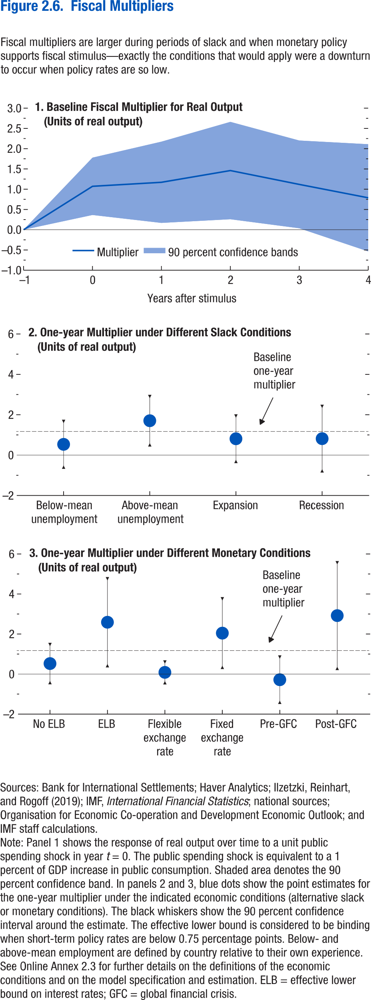 Figure 2.6.  Fiscal Multipliers
Fiscal multipliers are larger during periods of slack and when monetary policy
supports fiscal stimulus—exactly the conditions that would apply were a downturn
to occur when policy rates are so low.
1. Baseline Fiscal Multiplier for Real Output
(Units of real output)
3.0
2.5
2.0
1.5
1.0
0.5
0.0
–0.5
–1.0
Multiplier
90 percent confidence bands
–1 0 1 2 3 4
Years after stimulus
2. One-year Multiplier under Different Slack Conditions
(Units of real output)
Baseline
one-year
multiplier
6
4
2
0
–2
Below-mean
unemployment
Above-mean
unemployment
Expansion
Recession
3. One-year Multiplier under Different Monetary Conditions
(Units of real output)
Baseline
one-year
multiplier
6
4
2
0
–2
No ELB
ELB
Flexible
exchange
rate
Fixed
exchange
rate
Pre-GFC
Post-GFC
Sources: Bank for International Settlements; Haver Analytics; Ilzetzki, Reinhart,
and Rogoff (2019); IMF, International Financial Statistics; national sources;
Organisation for Economic Co-operation and Development Economic Outlook; and
IMF staff calculations.
Note: Panel 1 shows the response of real output over time to a unit public
spending shock in year t = 0. The public spending shock is equivalent to a 1
percent of GDP increase in public consumption. Shaded area denotes the 90
percent confidence band. In panels 2 and 3, blue dots show the point estimates for
the one-year multiplier under the indicated economic conditions (alternative slack
or monetary conditions). The black whiskers show the 90 percent confidence
interval around the estimate. The effective lower bound is considered to be binding
when short-term policy rates are below 0.75 percentage points. Below- and
above-mean employment are defined by country relative to their own experience.
See Online Annex 2.3 for further details on the definitions of the economic
conditions and on the model specification and estimation. ELB = effective lower
bound on interest rates; GFC = global financial crisis.